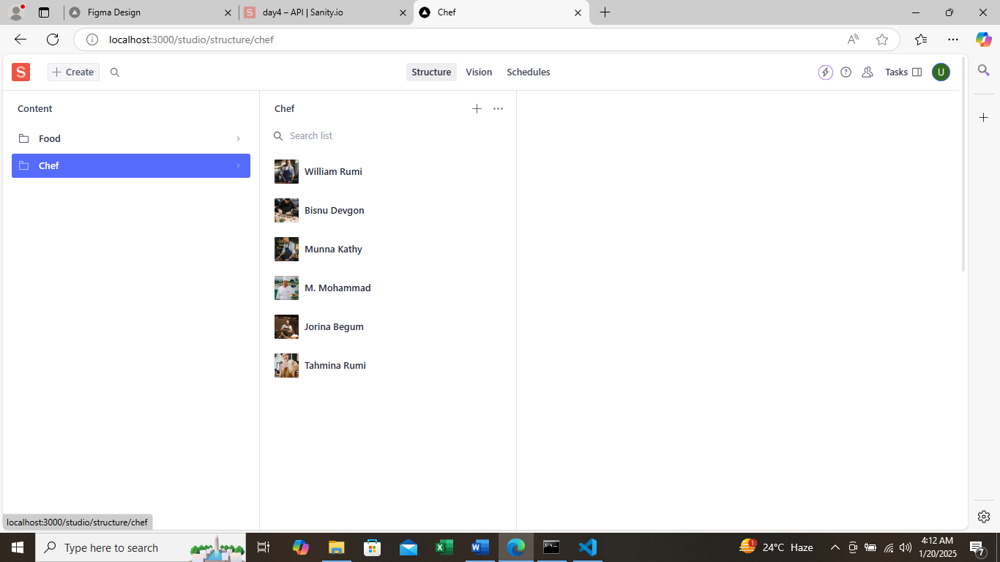 Figma Design
day4 – API | Sanity.io
Chef
localhost:3000/studio/structure/chef
S
Create
Structure
Vision
Schedules
Tasks
U
Content
Food
Chef
Chef
Search list
William Rumi
Bisnu Devgon
Munna Kathy
M. Mohammad
Jorina Begum
Tahmina Rumi
localhost:3000/studio/structure/chef
Type here to search
1
24°C Haze
4:12 AM
1/20/2025
7